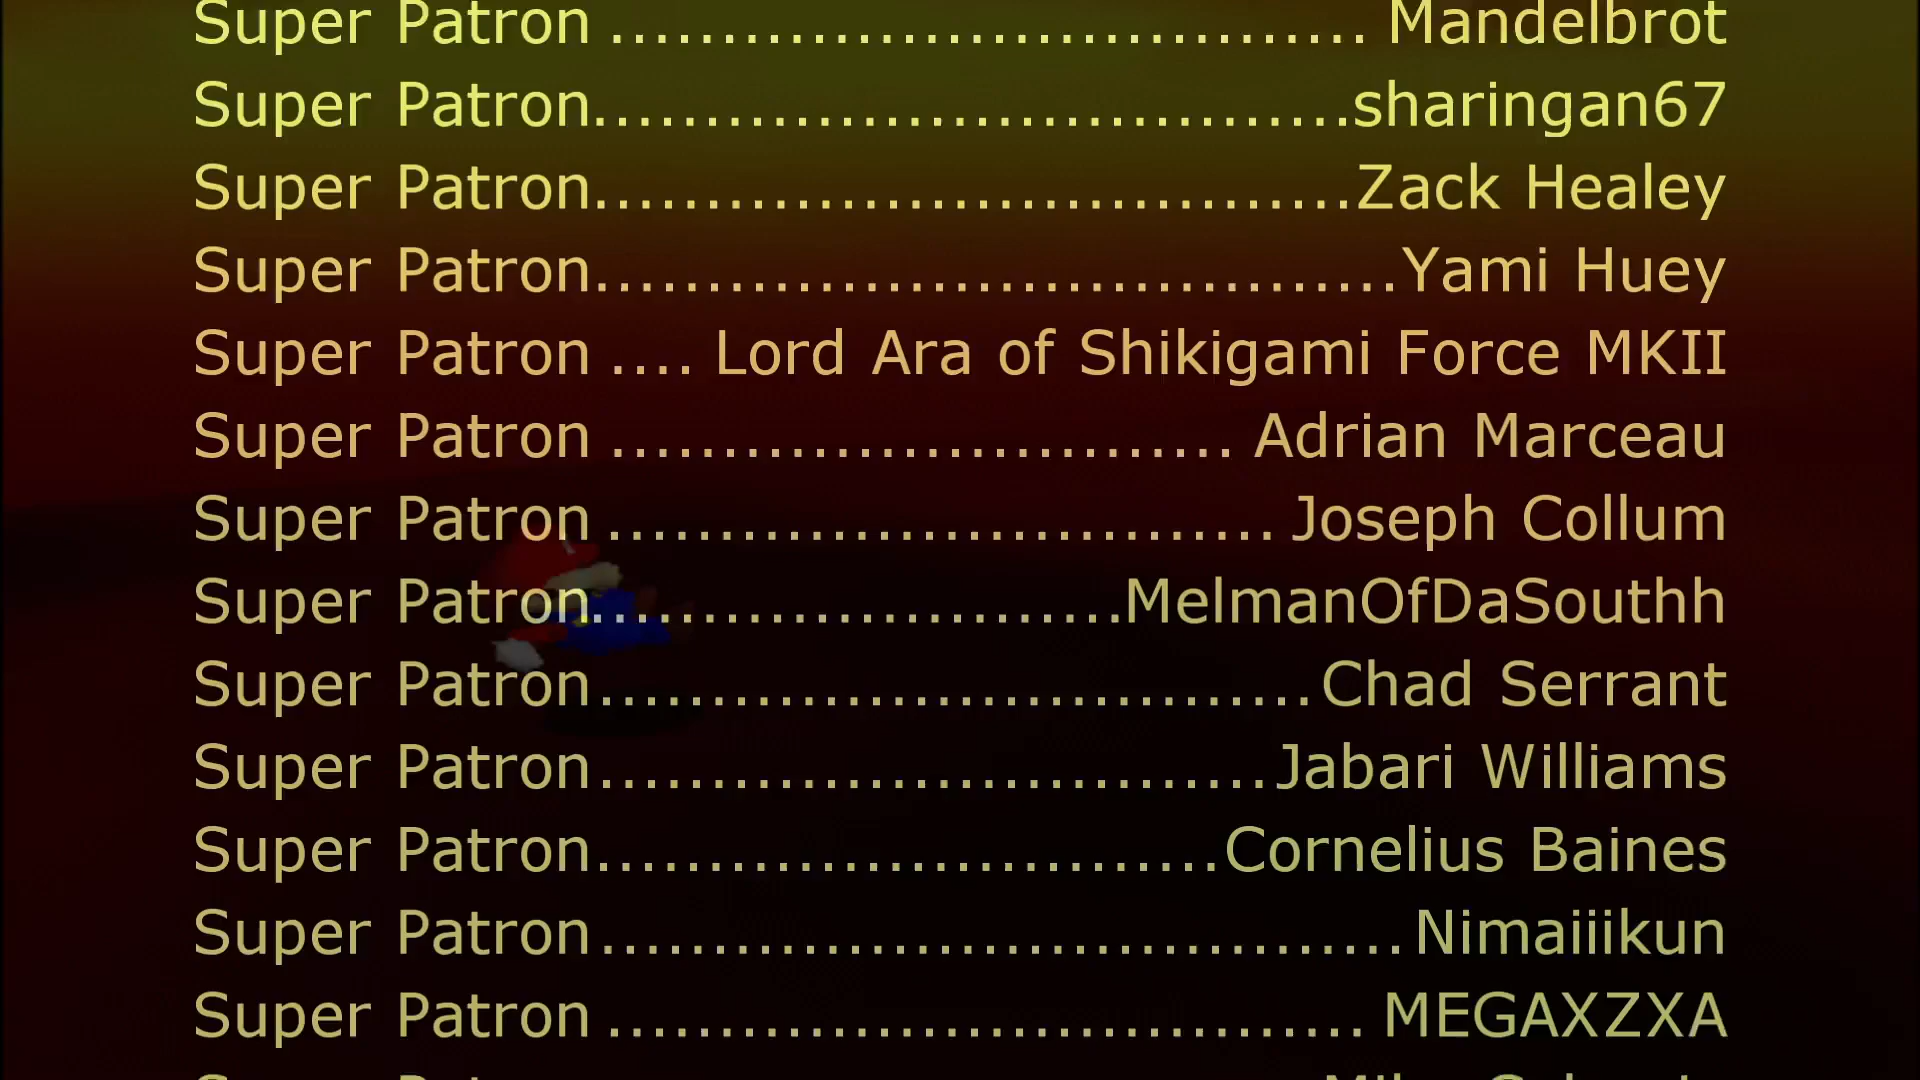 Super Patron .................................. Mandelbrot
Super Patron..................................sharingan67
Super Patron..................................Zack Healey
Super Patron....................................Yami Huey
Super Patron .... Lord Ara of Shikigami Force MKII
Super Patron ............................ Adrian Marceau
Super Patron .............................. Joseph Collum
Super Patron........................MelmanOfDaSouthh
Super Patron................................Chad Serrant
Super Patron..............................Jabari Williams
Super Patron............................Cornelius Baines
Super Patron....................................Nimaiiikun
Super Patron .................................. MEGAXZXA